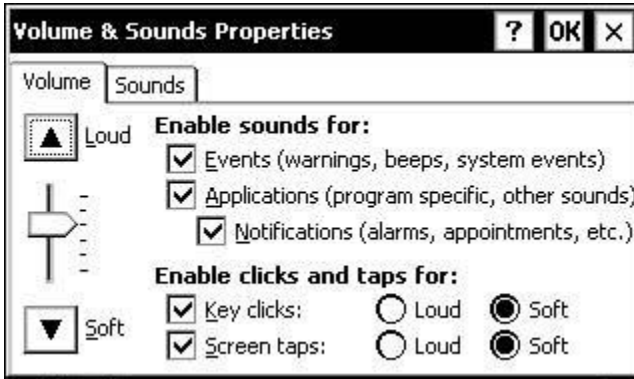 Volume & Sounds Properties ? OK ×
Volume Sounds
Loud
Enable sounds for:
Events (warnings, beeps, system events)
Applications (program specific, other sounds)
Notifications (alarms, appointments, etc.)
Enable clicks and taps for:
Key clicks: Loud Soft
Soft
Screen taps: Loud Soft